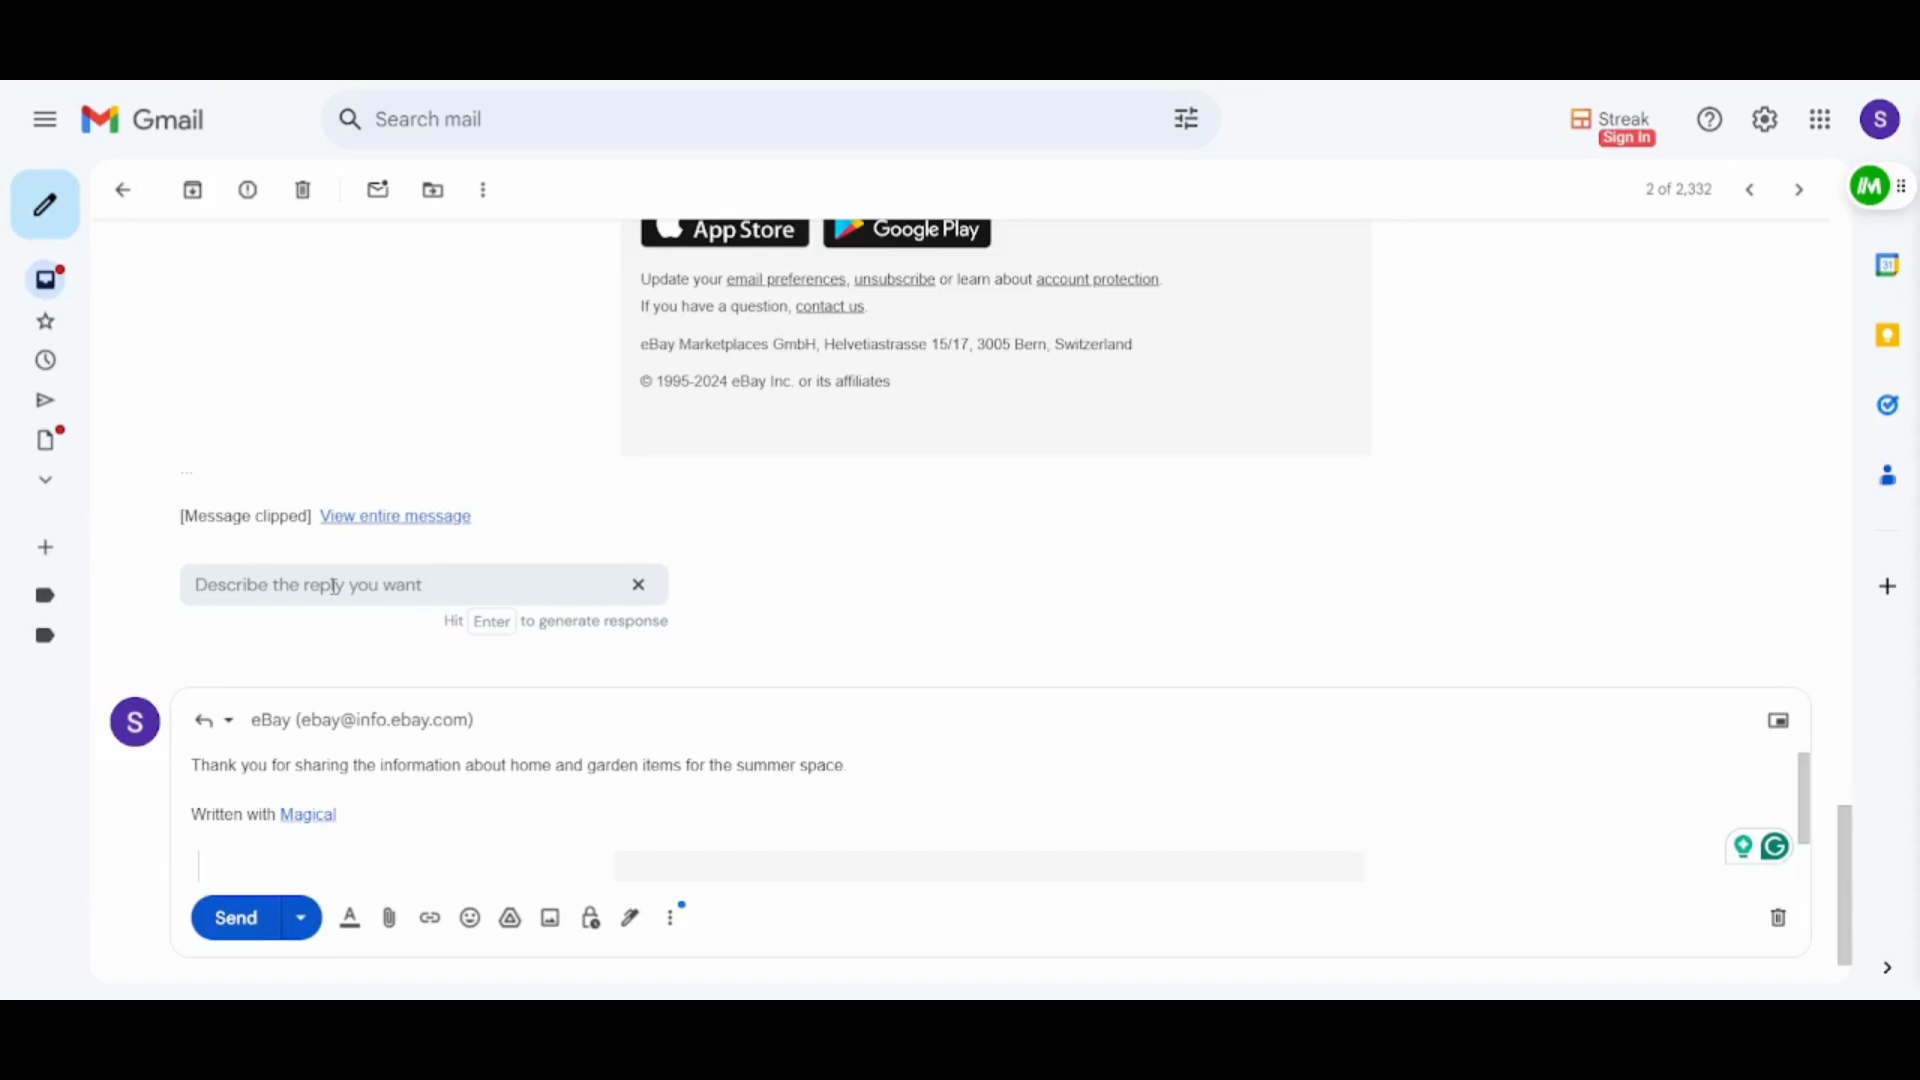 Gmail
Search mail
Streak
Sign In
S
2 of 2,332
App Store
Google Play
31
Update your email preferences, unsubscribe or learn about account protection.
If you have a question, contact us.
eBay Marketplaces GmbH, Helvetiastrasse 15/17, 3005 Bern, Switzerland
© 1995-2024 eBay Inc. or its affiliates
...
[Message clipped] View entire message
Describe the reply you want
Hit Enter to generate response
S
eBay (ebay@info.ebay.com)
Thank you for sharing the information about home and garden items for the summer space.
Written with Magical
Send